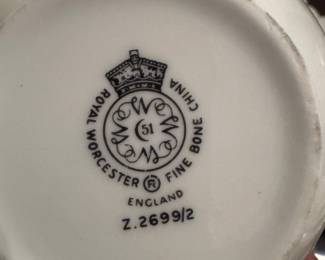 ROYAL WORCESTER ® FINE BONE CHINA
W W W W
C 51
ENGLAND
Z.2699/2